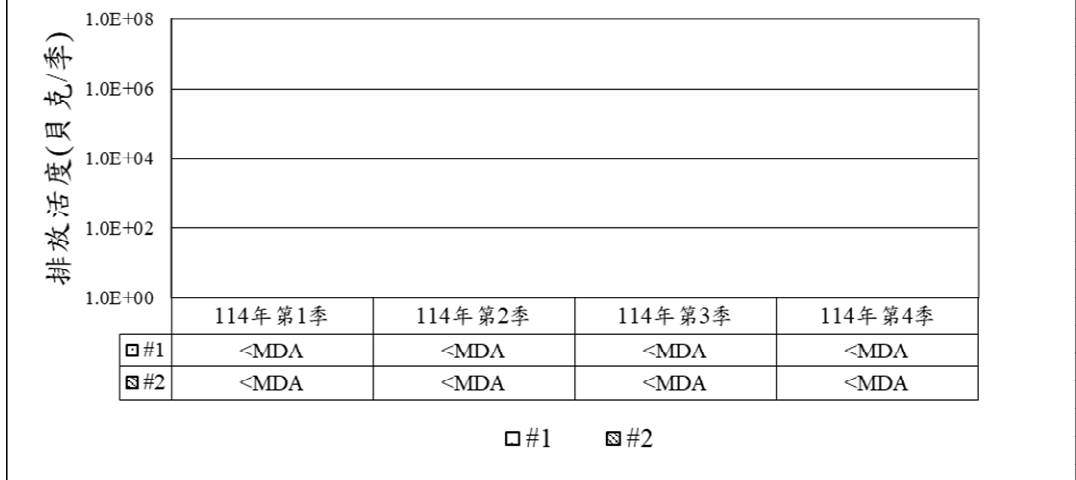 排放活度(貝克/季)
1.0E+08
1.0E+06
1.0E+04
1.0E+02
1.0E+00
114年第1季 114年第2季 114年第3季 114年第4季
#1 <MDA <MDA <MDA <MDA
#2 <MDA <MDA <MDA <MDA
#1 #2